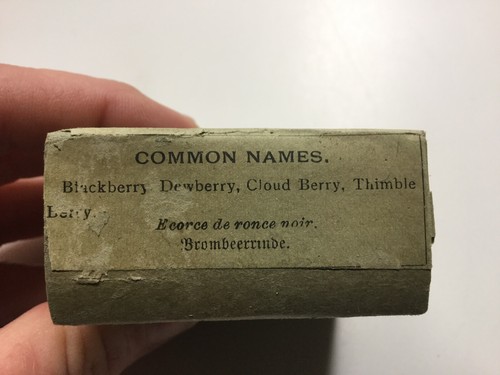 COMMON NAMES.
Blackberry Dewberry, Cloud Berry, Thimble
Berry.
Ecorce de ronce noir.
Brombeerrinde.